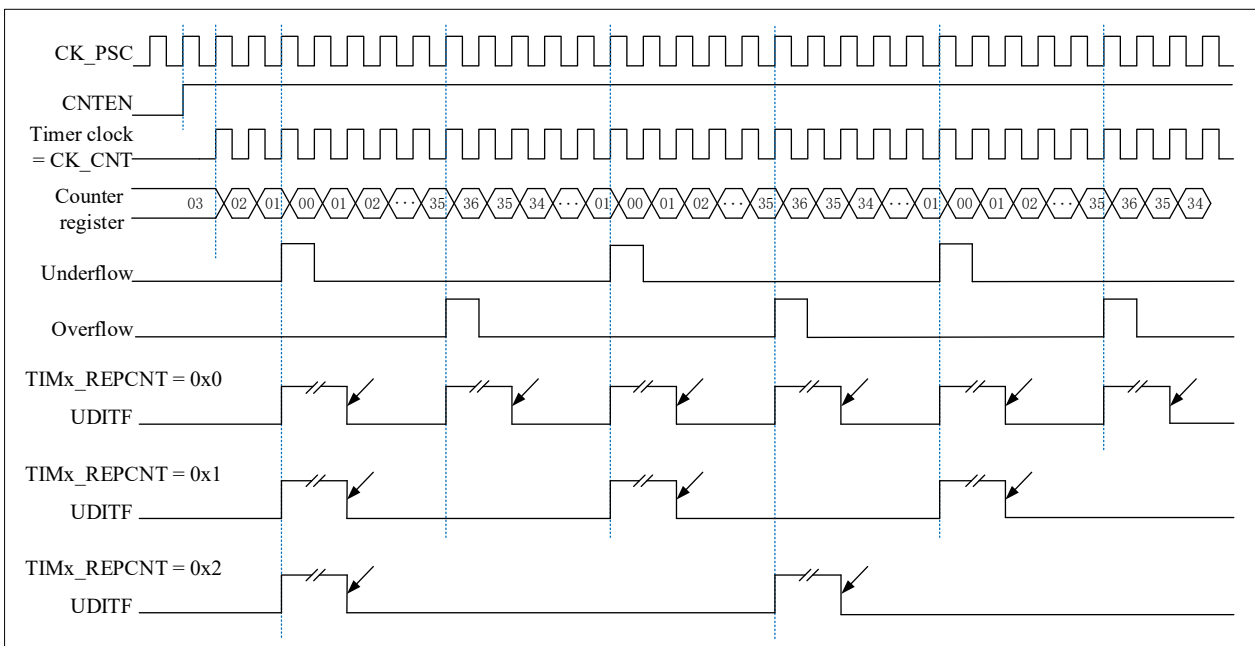 CK_PSC
CNTEN
Timer clock
= CK_CNT
Counter
register
03 02 01 00 01 02 ··· 35 36 35 34 ··· 01 00 01 02 ··· 35 36 35 34 ··· 01 00 01 02 ··· 35 36 35 34
Underflow
Overflow
TIMx_REPCNT = 0x0
UDITF
TIMx_REPCNT = 0x1
UDITF
TIMx_REPCNT = 0x2
UDITF